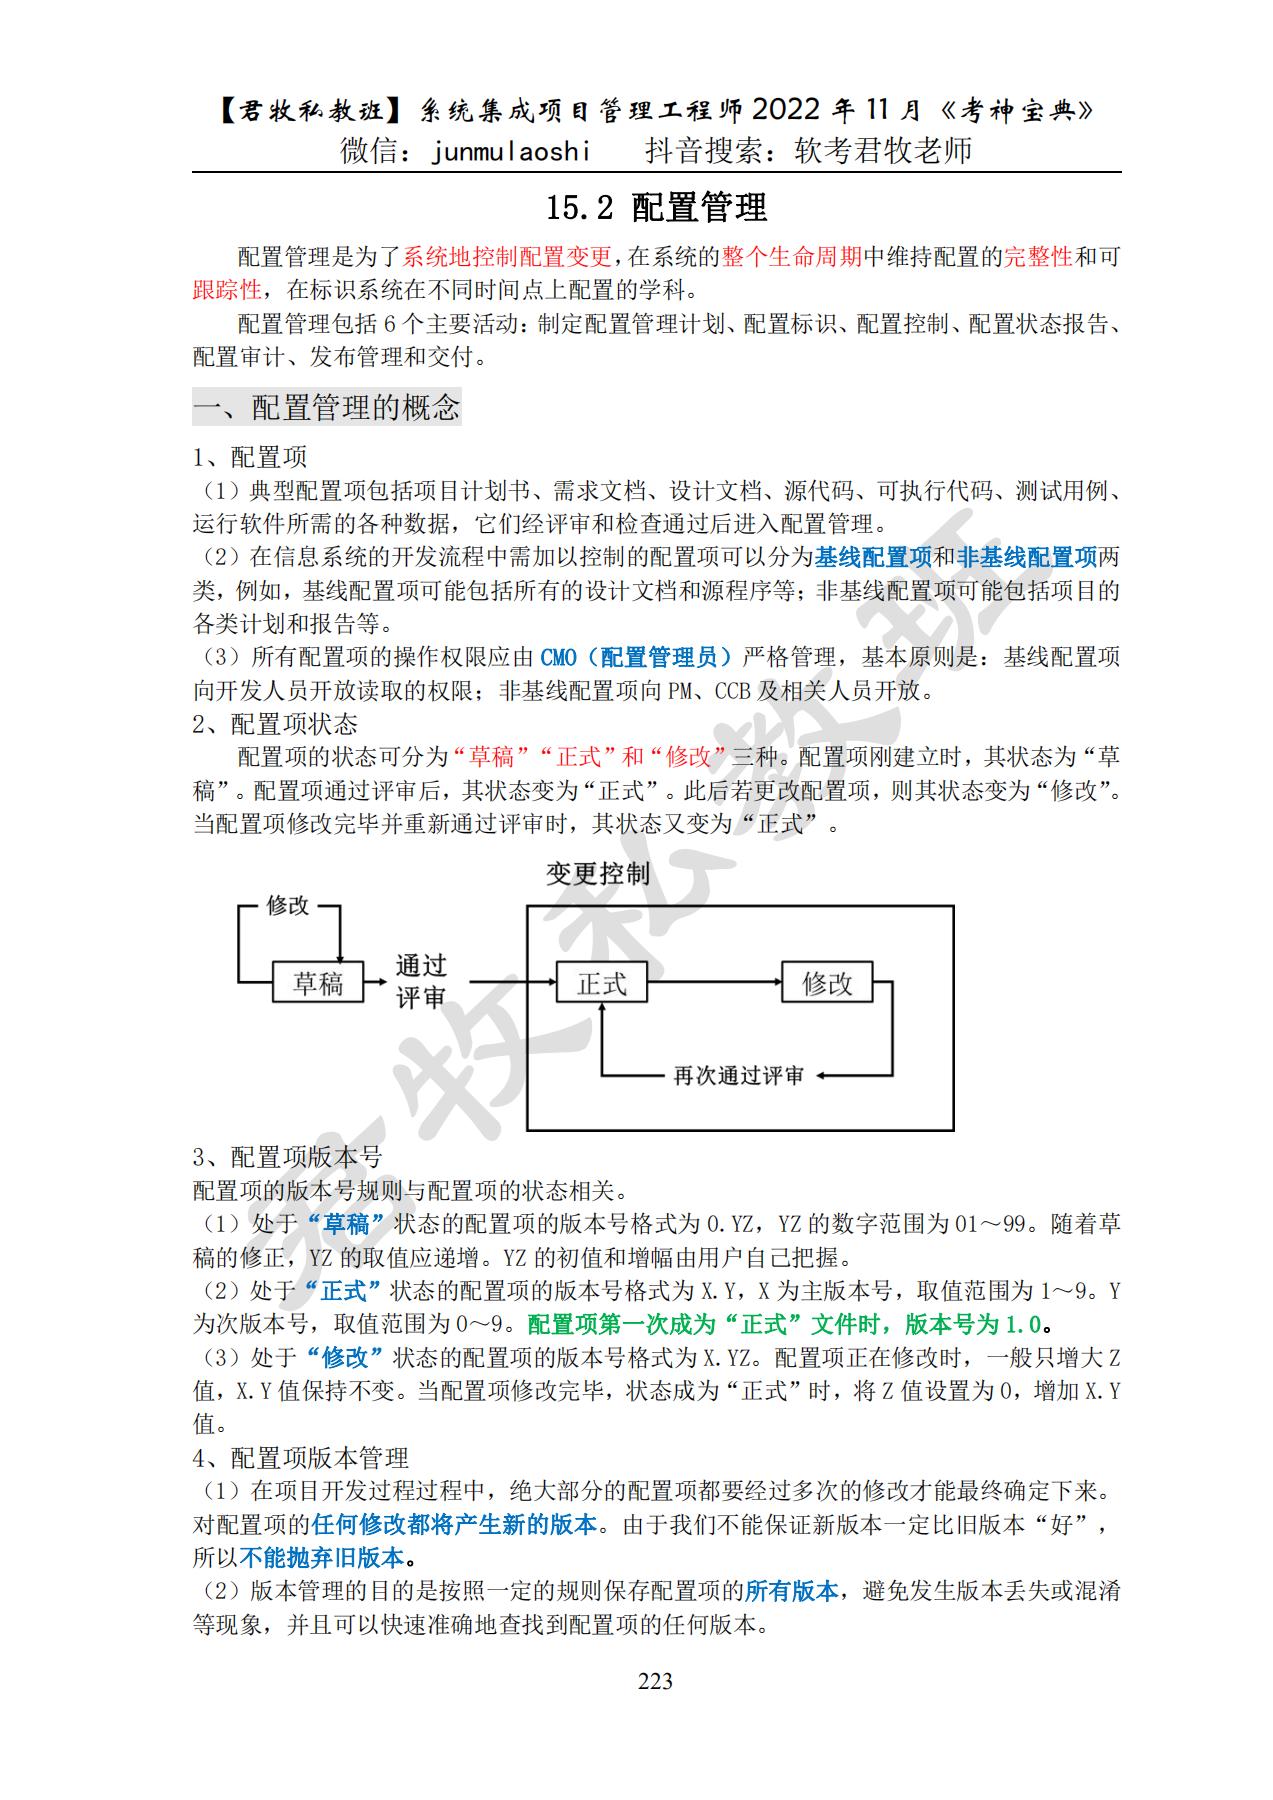 【君牧私教班】系统集成项目管理工程师 2022 年 11 月《考神宝典》
微信：junmulaoshi 抖音搜索：软考君牧老师
15.2 配置管理
配置管理是为了系统地控制配置变更，在系统的整个生命周期中维持配置的完整性和可
跟踪性，在标识系统在不同时间点上配置的学科。
配置管理包括 6 个主要活动：制定配置管理计划、配置标识、配置控制、配置状态报告、
配置审计、发布管理和交付。
一、配置管理的概念
1、配置项
（1）典型配置项包括项目计划书、需求文档、设计文档、源代码、可执行代码、测试用例、
运行软件所需的各种数据，它们经评审和检查通过后进入配置管理。
（2）在信息系统的开发流程中需加以控制的配置项可以分为基线配置项和非基线配置项两
类，例如，基线配置项可能包括所有的设计文档和源程序等；非基线配置项可能包括项目的
各类计划和报告等。
（3）所有配置项的操作权限应由 CMO（配置管理员）严格管理，基本原则是：基线配置项
向开发人员开放读取的权限；非基线配置项向 PM、CCB 及相关人员开放。
2、配置项状态
配置项的状态可分为“草稿”“正式”和“修改”三种。配置项刚建立时，其状态为“草
稿”。配置项通过评审后，其状态变为“正式”。此后若更改配置项，则其状态变为“修改”。
当配置项修改完毕并重新通过评审时，其状态又变为“正式”。
变更控制
修改
草稿
通过
评审
正式
修改
再次通过评审
3、配置项版本号
配置项的版本号规则与配置项的状态相关。
（1）处于“草稿”状态的配置项的版本号格式为 0.YZ，YZ 的数字范围为 01～99。随着草
稿的修正，YZ 的取值应递增。YZ 的初值和增幅由用户自己把握。
（2）处于“正式”状态的配置项的版本号格式为 X.Y，X 为主版本号，取值范围为 1～9。Y
为次版本号，取值范围为 0～9。配置项第一次成为“正式”文件时，版本号为 1.0。
（3）处于“修改”状态的配置项的版本号格式为 X.YZ。配置项正在修改时，一般只增大 Z
值，X.Y 值保持不变。当配置项修改完毕，状态成为“正式”时，将 Z 值设置为 0，增加 X.Y
值。
4、配置项版本管理
（1）在项目开发过程过程中，绝大部分的配置项都要经过多次的修改才能最终确定下来。
对配置项的任何修改都将产生新的版本。由于我们不能保证新版本一定比旧版本“好”，
所以不能抛弃旧版本。
（2）版本管理的目的是按照一定的规则保存配置项的所有版本，避免发生版本丢失或混淆
等现象，并且可以快速准确地查找到配置项的任何版本。
223
君牧私教班